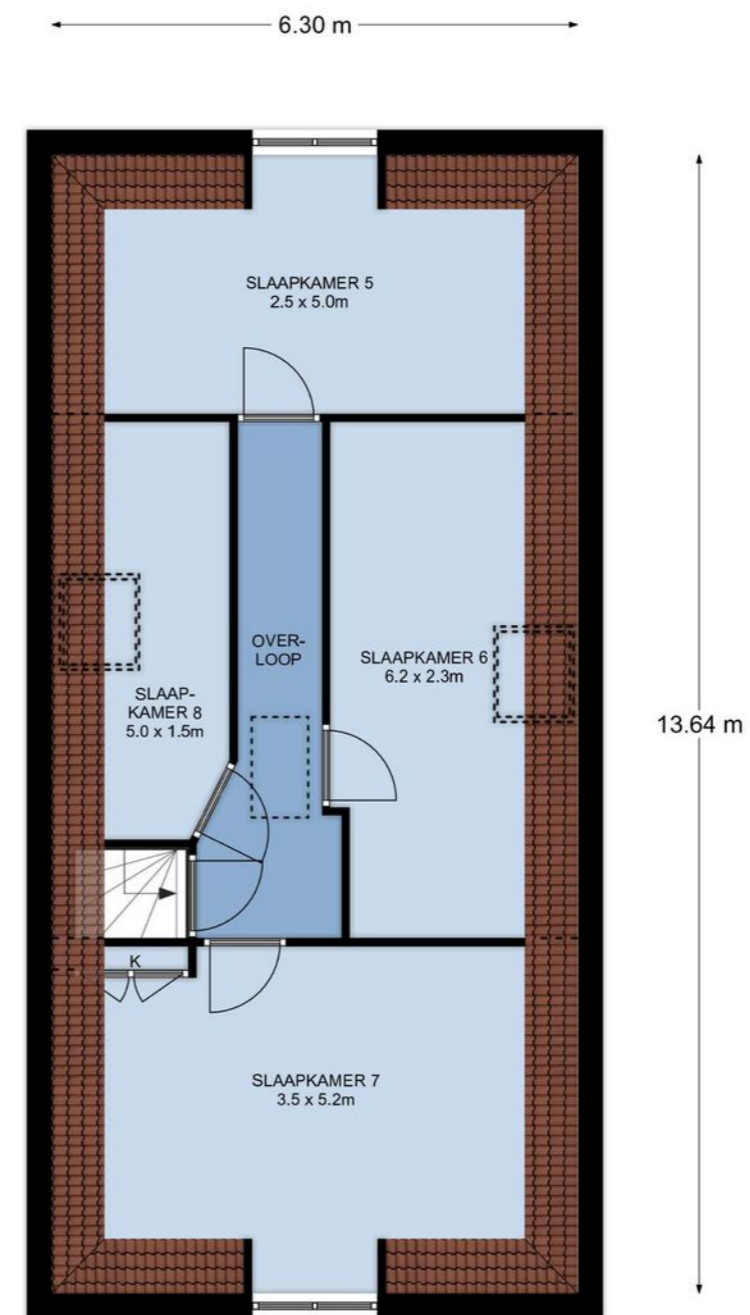 6.30 m
SLAAPKAMER 5
2.5 x 5.0m
OVER-
LOOP
SLAAPKAMER 6
6.2 x 2.3m
SLAAP-
KAMER 8
5.0 x 1.5m
13.64 m
K
SLAAPKAMER 7
3.5 x 5.2m